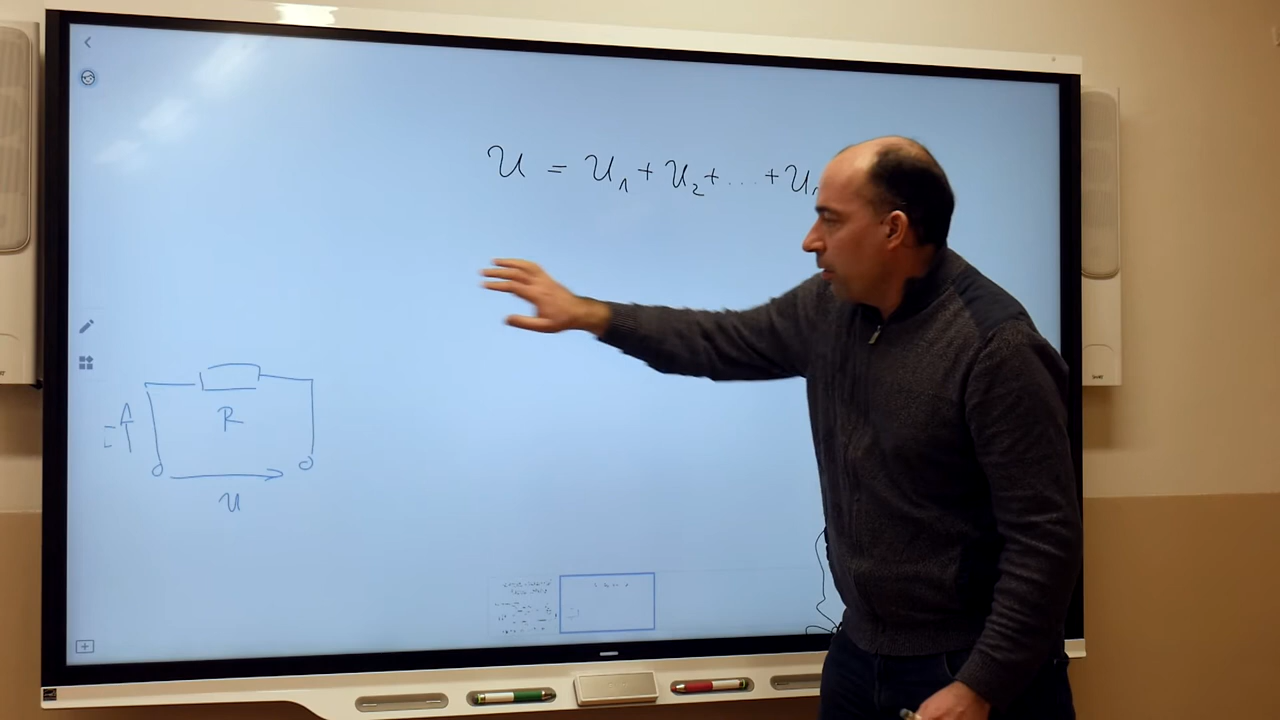 U = U₁ + U₂ + ... + U
R
U